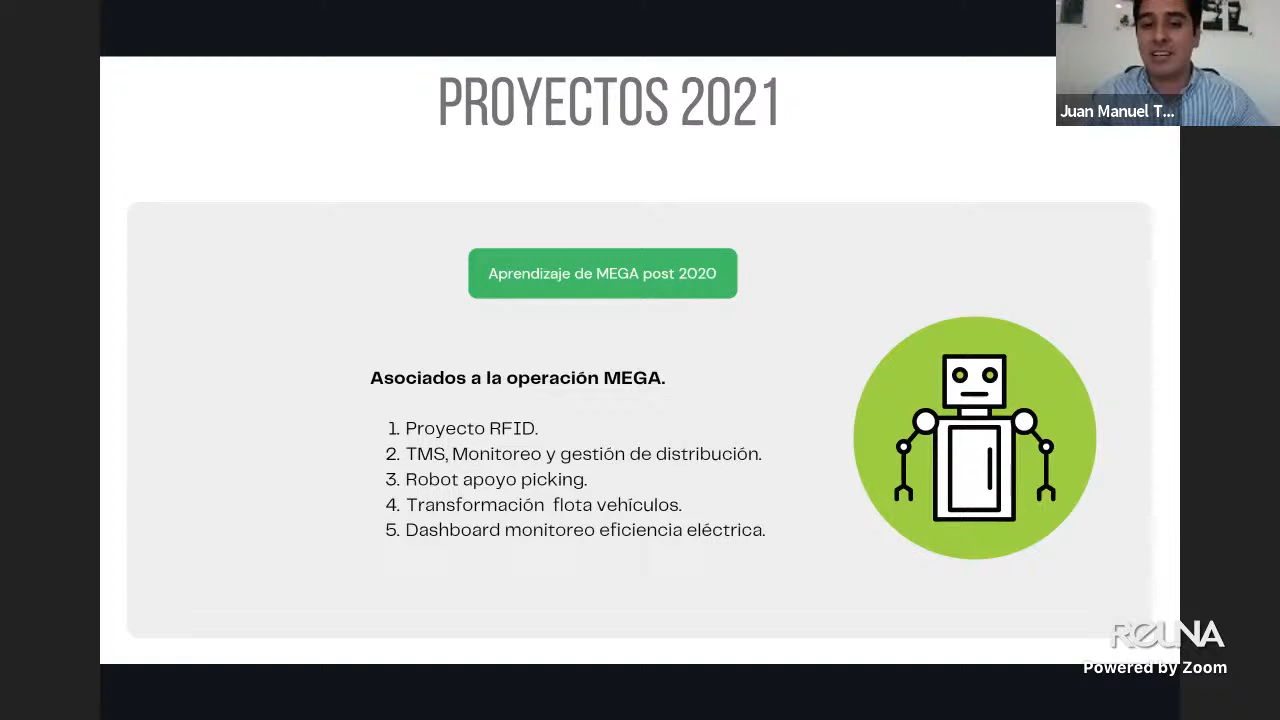 PROYECTOS 2021
Juan Manuel T...
Aprendizaje de MEGA post 2020
Asociados a la operación MEGA.
1. Proyecto RFID.
2. TMS, Monitoreo y gestión de distribución.
3. Robot apoyo picking.
4. Transformación flota vehículos.
5. Dashboard monitoreo eficiencia eléctrica.
REUNA
Powered by Zoom